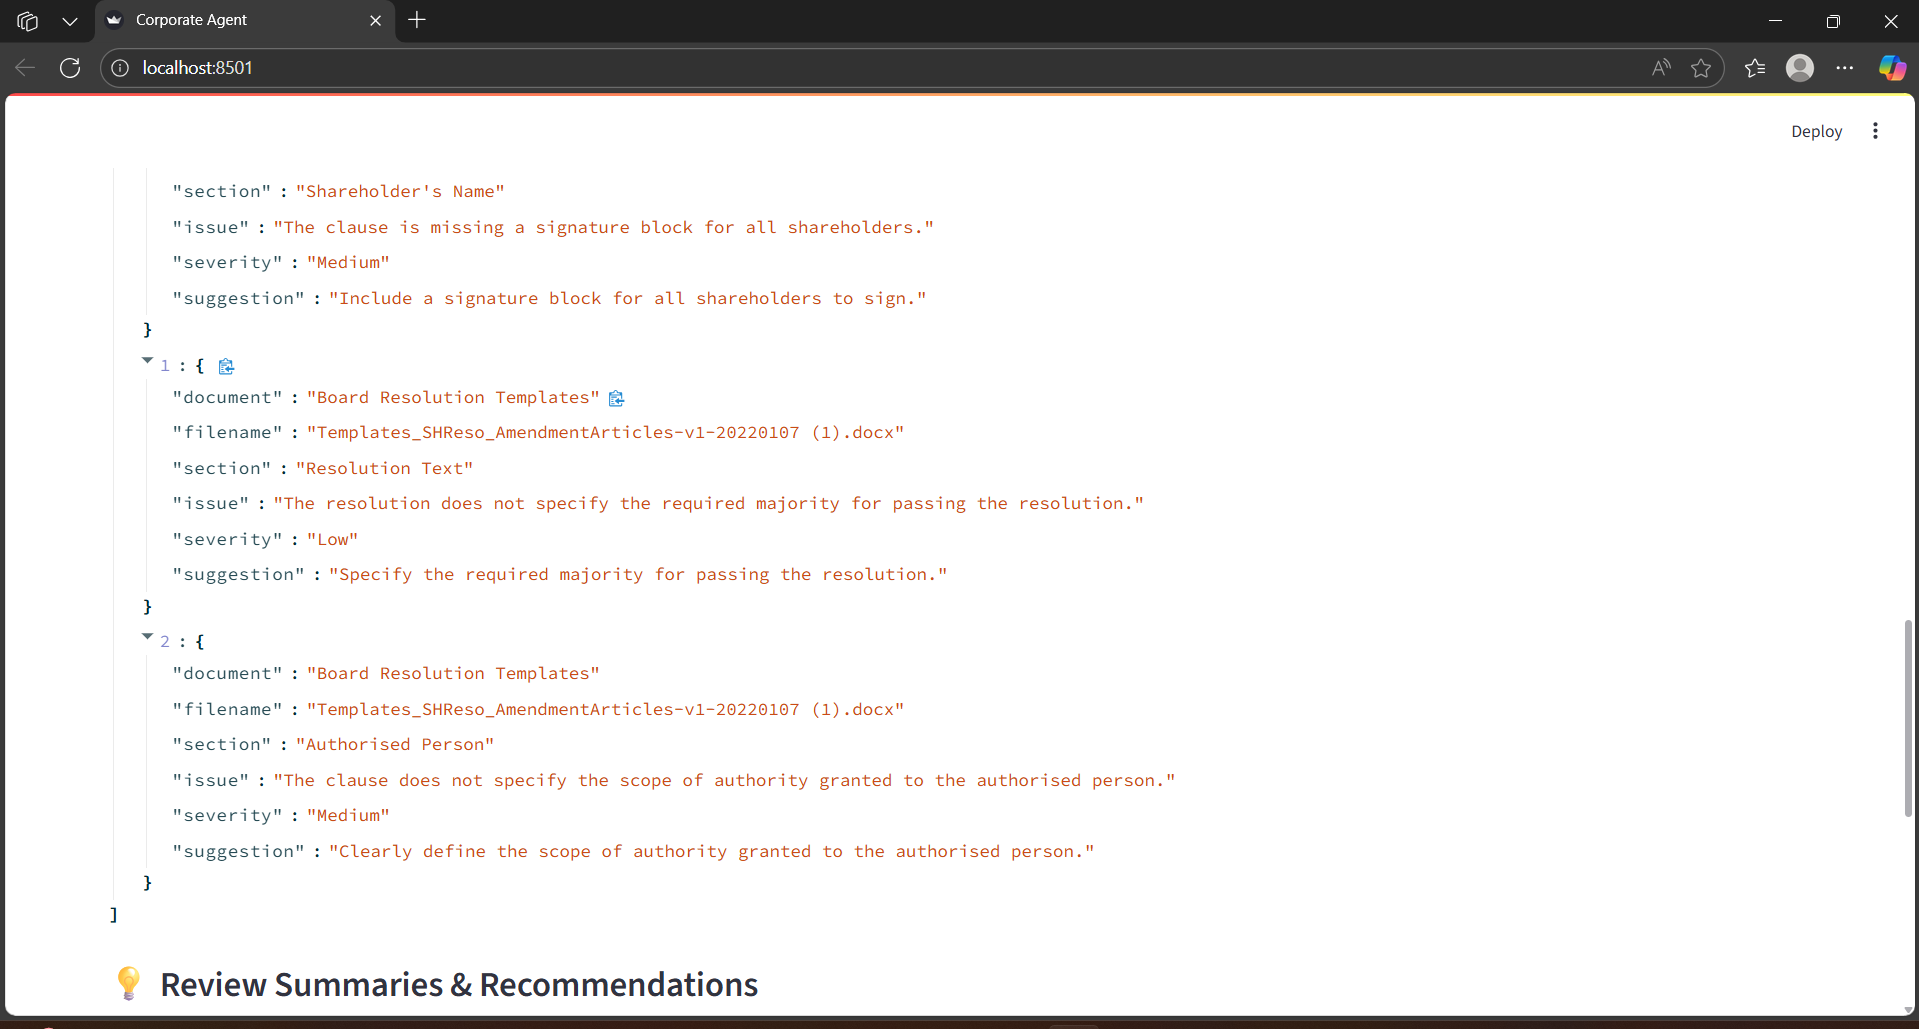 Corporate Agent
localhost:8501
Deploy
"section" : "Shareholder's Name"
"issue" : "The clause is missing a signature block for all shareholders."
"severity" : "Medium"
"suggestion" : "Include a signature block for all shareholders to sign."
}
1 : {
"document" : "Board Resolution Templates"
"filename" : "Templates_SHReso_AmendmentArticles-v1-20220107 (1).docx"
"section" : "Resolution Text"
"issue" : "The resolution does not specify the required majority for passing the resolution."
"severity" : "Low"
"suggestion" : "Specify the required majority for passing the resolution."
}
2 : {
"document" : "Board Resolution Templates"
"filename" : "Templates_SHReso_AmendmentArticles-v1-20220107 (1).docx"
"section" : "Authorised Person"
"issue" : "The clause does not specify the scope of authority granted to the authorised person."
"severity" : "Medium"
"suggestion" : "Clearly define the scope of authority granted to the authorised person."
}
]
Review Summaries & Recommendations